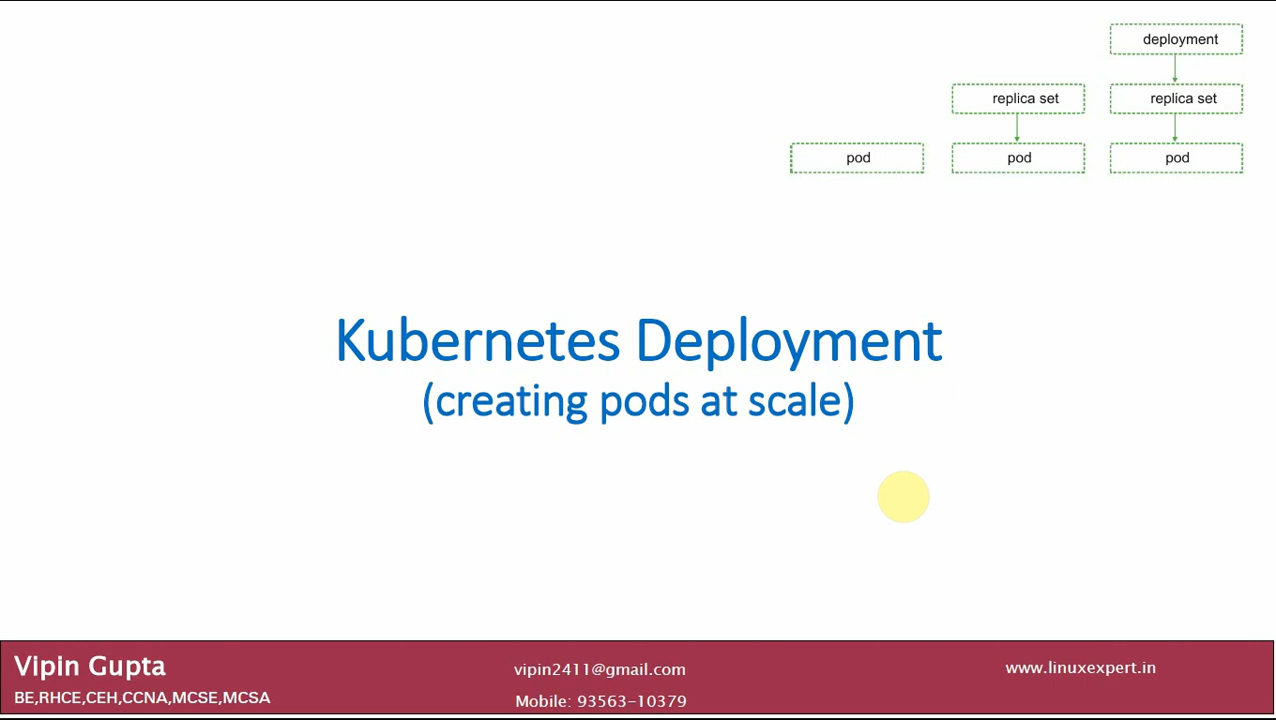 deployment
replica set
replica set
pod
pod
pod
Kubernetes Deployment
(creating pods at scale)
Vipin Gupta
BE,RHCE,CEH,CCNA,MCSE,MCSA
vipin2411@gmail.com
Mobile: 93563-10379
www.linuxexpert.in